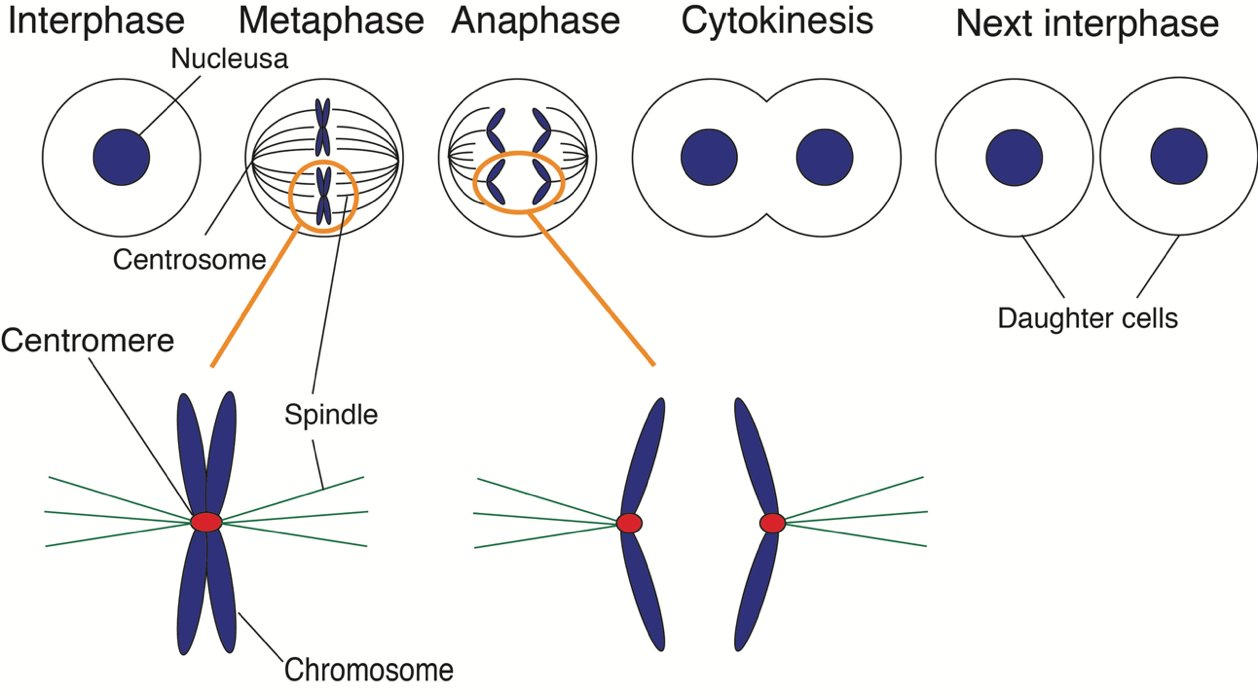 Interphase
Metaphase
Anaphase
Cytokinesis
Next interphase
Nucleusa
Centrosome
Daughter cells
Centromere
Spindle
Chromosome